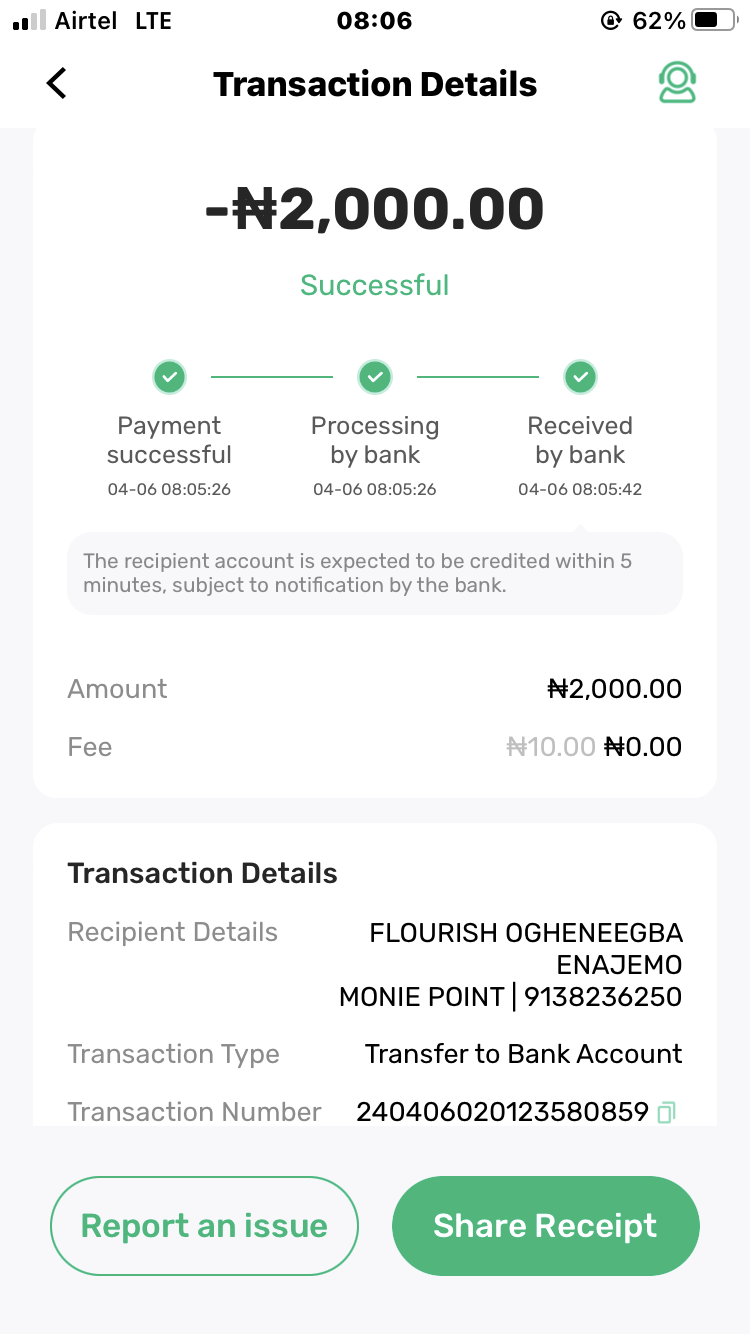 Airtel LTE 08:06 62%
Transaction Details
-₦2,000.00
Successful
Payment successful
04-06 08:05:26
Processing by bank
04-06 08:05:26
Received by bank
04-06 08:05:42
The recipient account is expected to be credited within 5
minutes, subject to notification by the bank.
Amount ₦2,000.00
Fee ₦10.00 ₦0.00
Transaction Details
Recipient Details FLOURISH OGHENEEGBA
ENAJEMO
MONIE POINT | 9138236250
Transaction Type Transfer to Bank Account
Transaction Number 240406020123580859
Report an issue Share Receipt